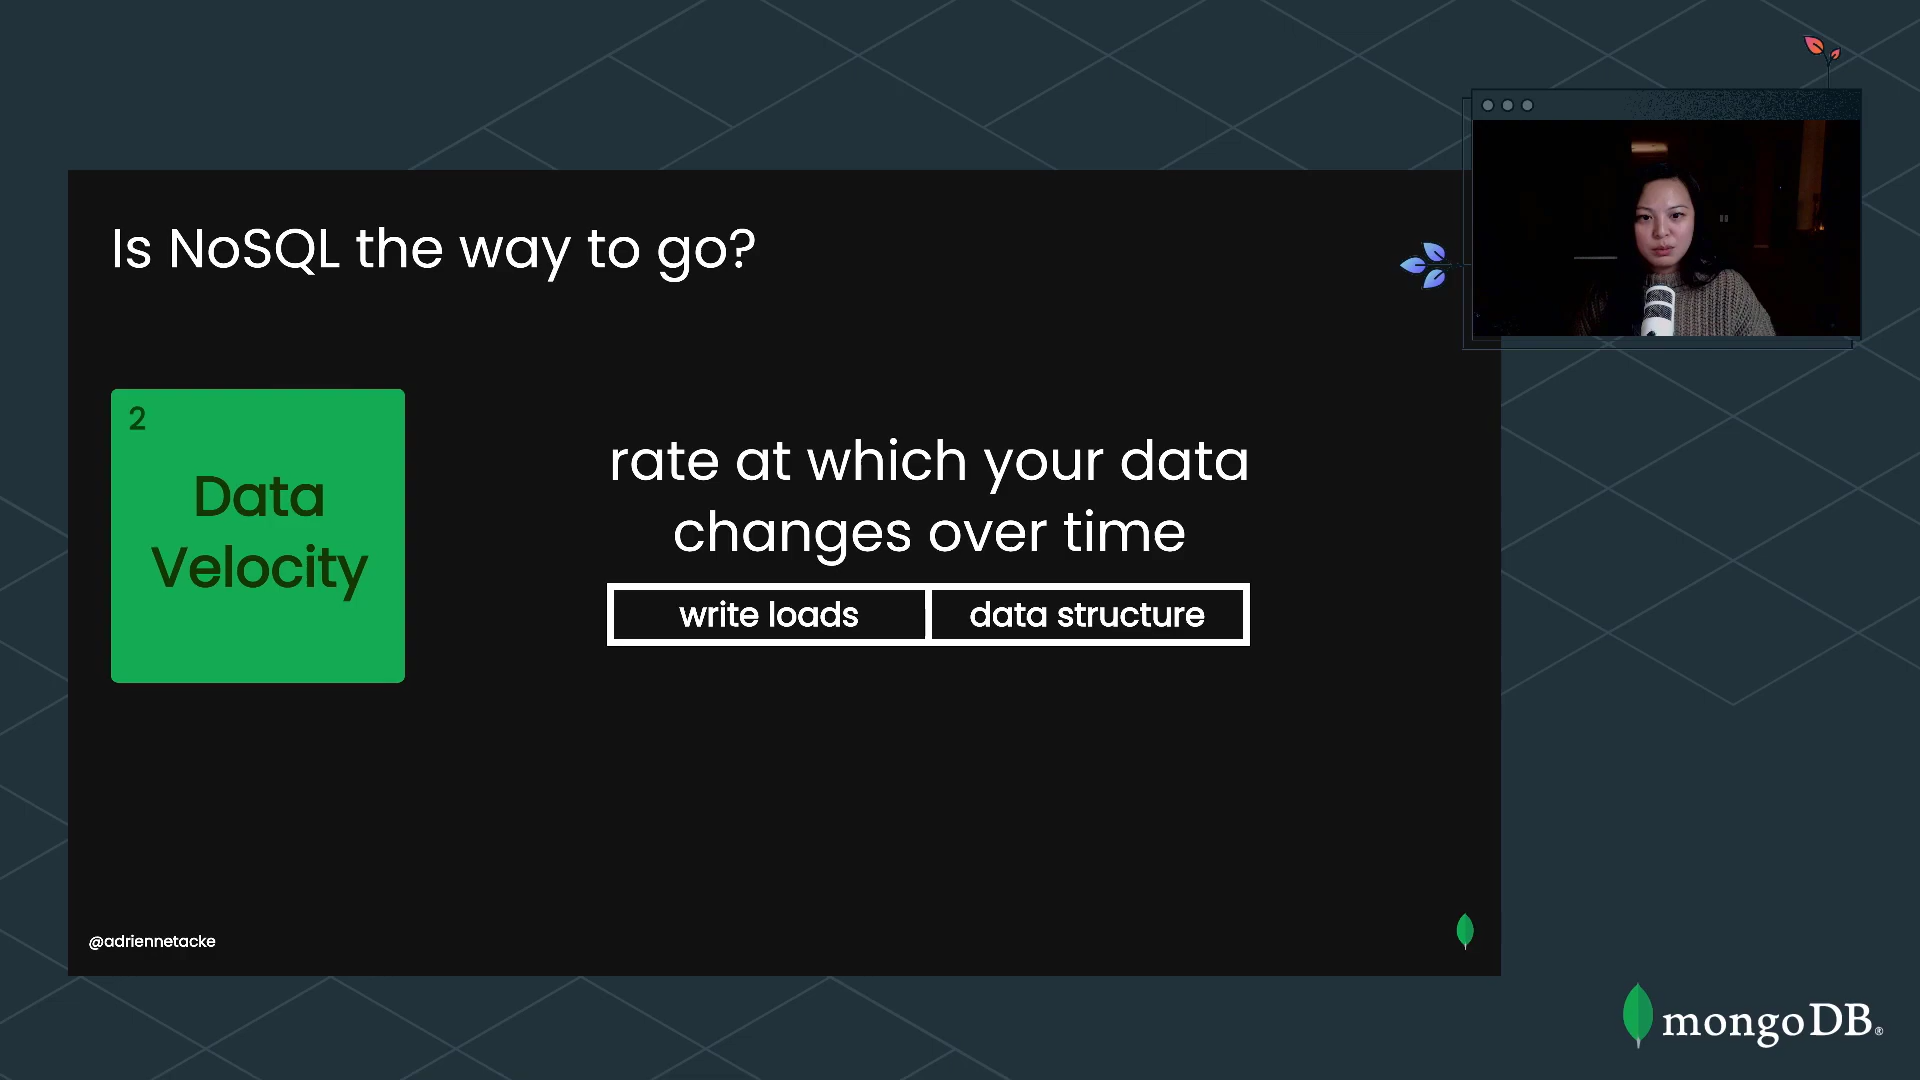 Is NoSQL the way to go?
2
Data
Velocity
rate at which your data
changes over time
write loads
data structure
@adriennetacke
mongoDB®